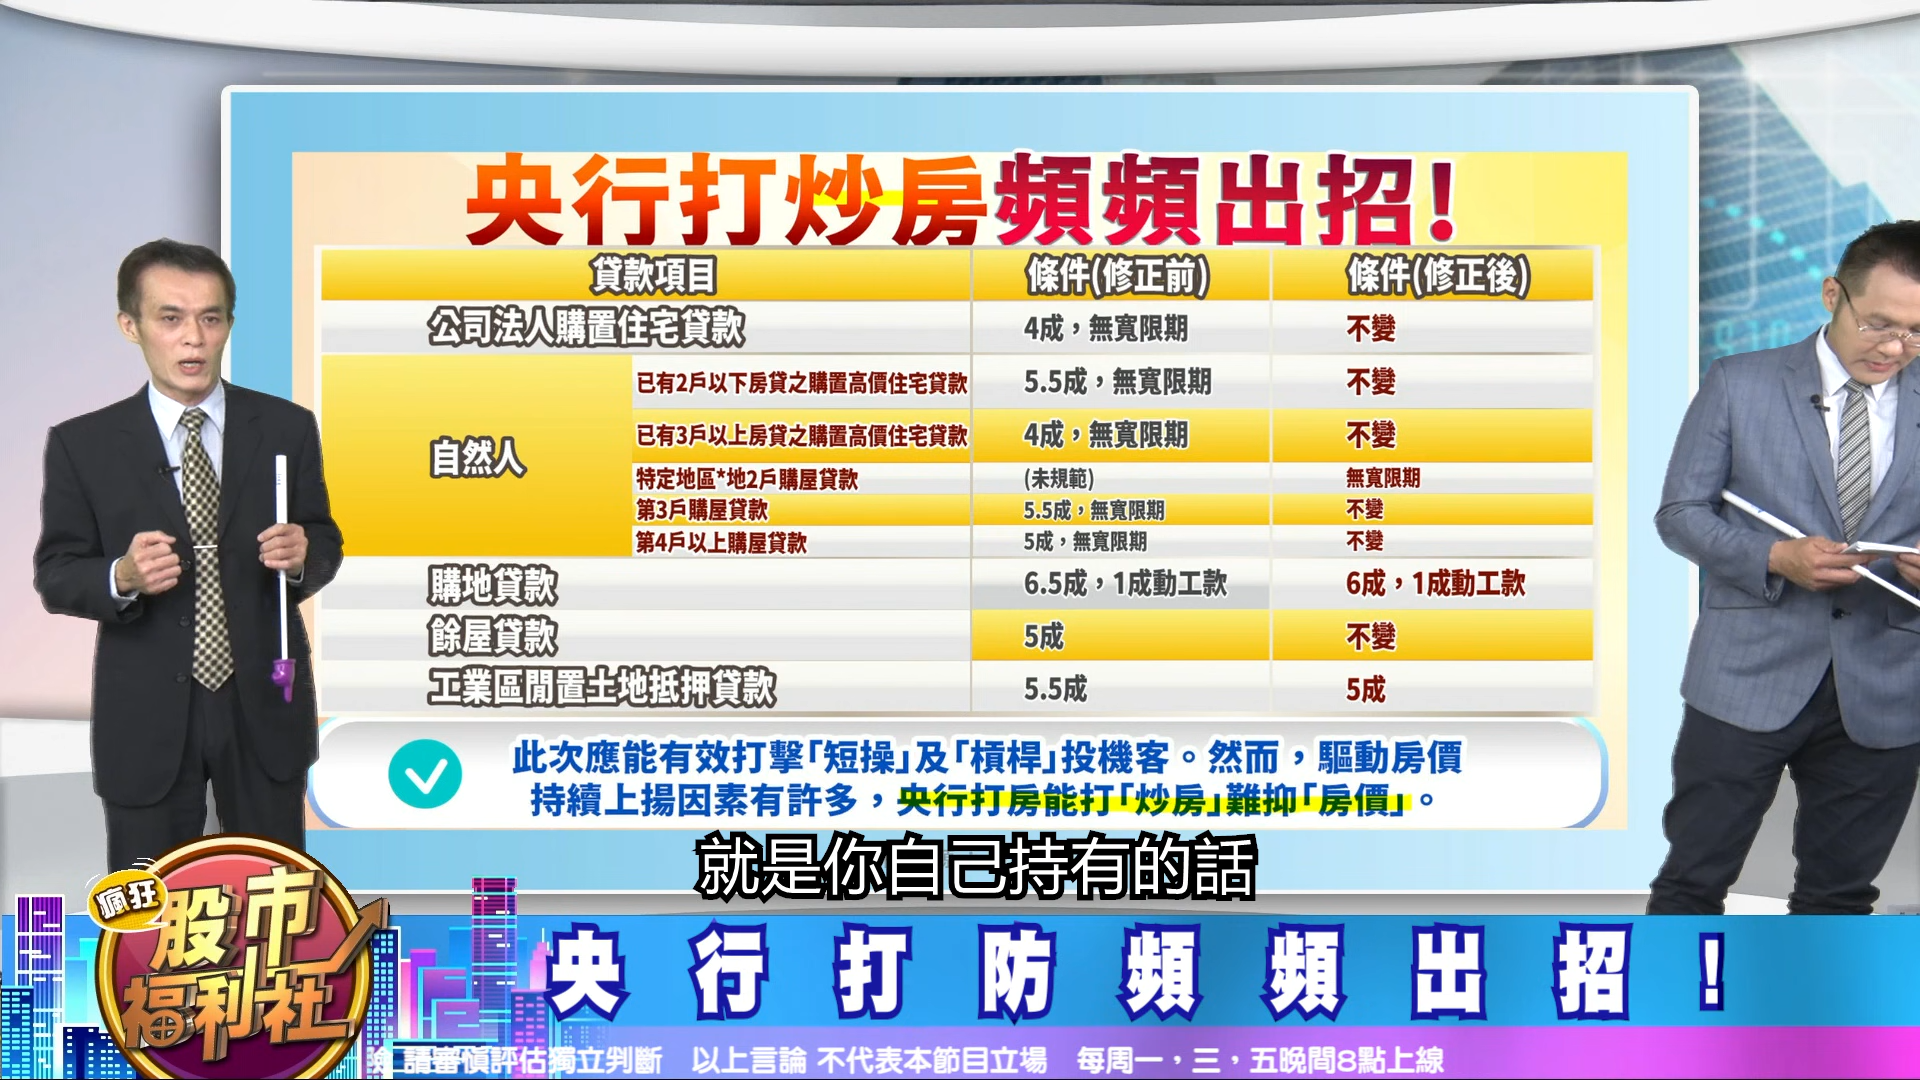 央行打炒房頻頻出招!
貸款項目 條件(修正前) 條件(修正後)
公司法人購置住宅貸款 4成，無寬限期 不變
自然人
已有2戶以下房貸之購置高價住宅貸款 5.5成，無寬限期 不變
已有3戶以上房貸之購置高價住宅貸款 4成，無寬限期 不變
特定地區*地2戶購屋貸款 (未規範) 無寬限期
第3戶購屋貸款 5.5成，無寬限期 不變
第4戶以上購屋貸款 5成，無寬限期 不變
購地貸款 6.5成，1成動工款 6成，1成動工款
餘屋貸款 5成 不變
工業區閒置土地抵押貸款 5.5成 5成
此次應能有效打擊「短操」及「槓桿」投機客。然而，驅動房價
持續上揚因素有許多，央行打房能打「炒房」難抑「房價」。
就是你自己持有的話
瘋狂
股市
福利社
央行打防頻頻出招！
請審慎評估獨立判斷 以上言論 不代表本節目立場 每周一，三，五晚間8點上線